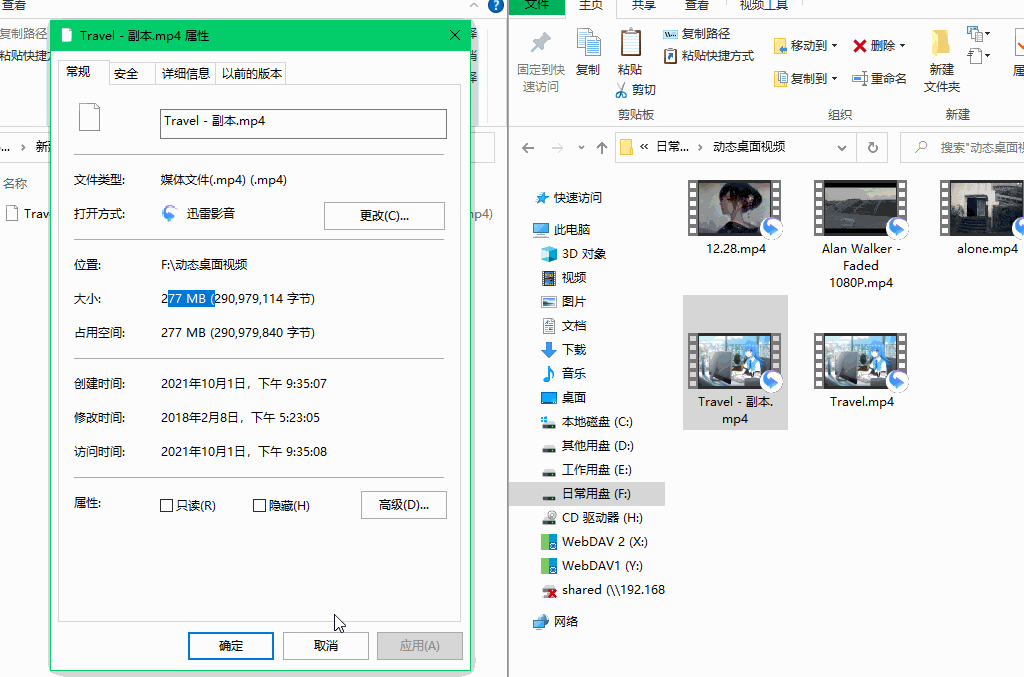 查看
复制路径
粘贴快捷
... › 新
名称
Trav
np4)
Travel - 副本.mp4 属性
常规
安全
详细信息
以前的版本
Travel - 副本.mp4
文件类型:
媒体文件(.mp4) (.mp4)
打开方式:
迅雷影音
更改(C)...
位置:
F:\动态桌面视频
大小:
277 MB (290,979,114 字节)
占用空间:
277 MB (290,979,840 字节)
创建时间:
2021年10月1日，下午 9:35:07
修改时间:
2018年2月8日，下午 5:23:05
访问时间:
2021年10月1日，下午 9:35:08
属性:
只读(R)
隐藏(H)
高级(D)...
确定
取消
应用(A)
文件
主页
共享
查看
视频工具
固定到快
速访问
复制
粘贴
复制路径
粘贴快捷方式
剪切
剪贴板
移动到
复制到
删除
重命名
组织
新建
文件夹
新建
« 日常... › 动态桌面视频
搜索"动态桌面视
快速访问
此电脑
3D 对象
视频
图片
文档
下载
音乐
桌面
本地磁盘 (C:)
其他用盘 (D:)
工作用盘 (E:)
日常用盘 (F:)
CD 驱动器 (H:)
WebDAV 2 (X:)
WebDAV1 (Y:)
shared (\\192.168
网络
12.28.mp4
Alan Walker -
Faded
1080P.mp4
alone.mp4
Travel - 副本.
mp4
Travel.mp4